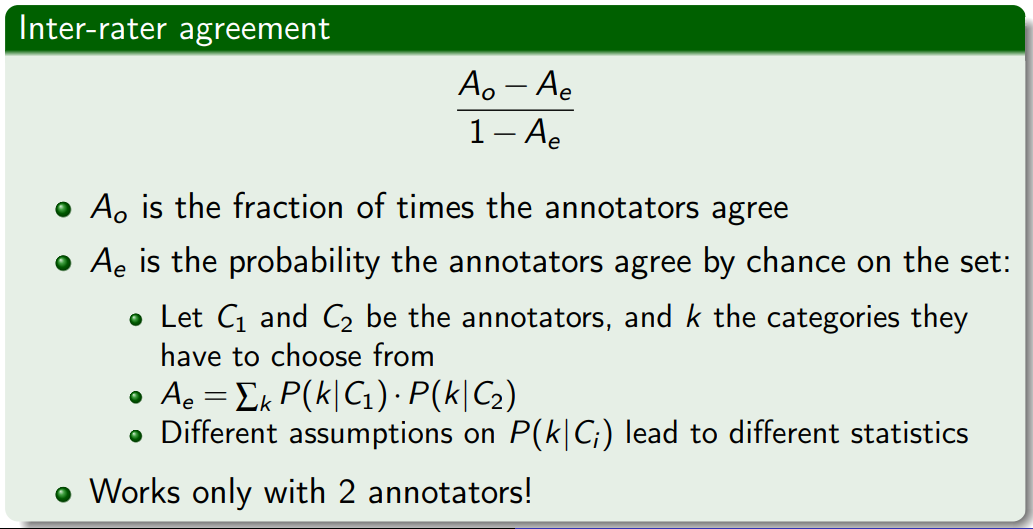 Inter-rater agreement
A_o − A_e
1 − A_e
A_o is the fraction of times the annotators agree
A_e is the probability the annotators agree by chance on the set:
Let C_1 and C_2 be the annotators, and k the categories they
have to choose from
A_e = ∑_k P(k|C_1) · P(k|C_2)
Different assumptions on P(k|C_i) lead to different statistics
Works only with 2 annotators!